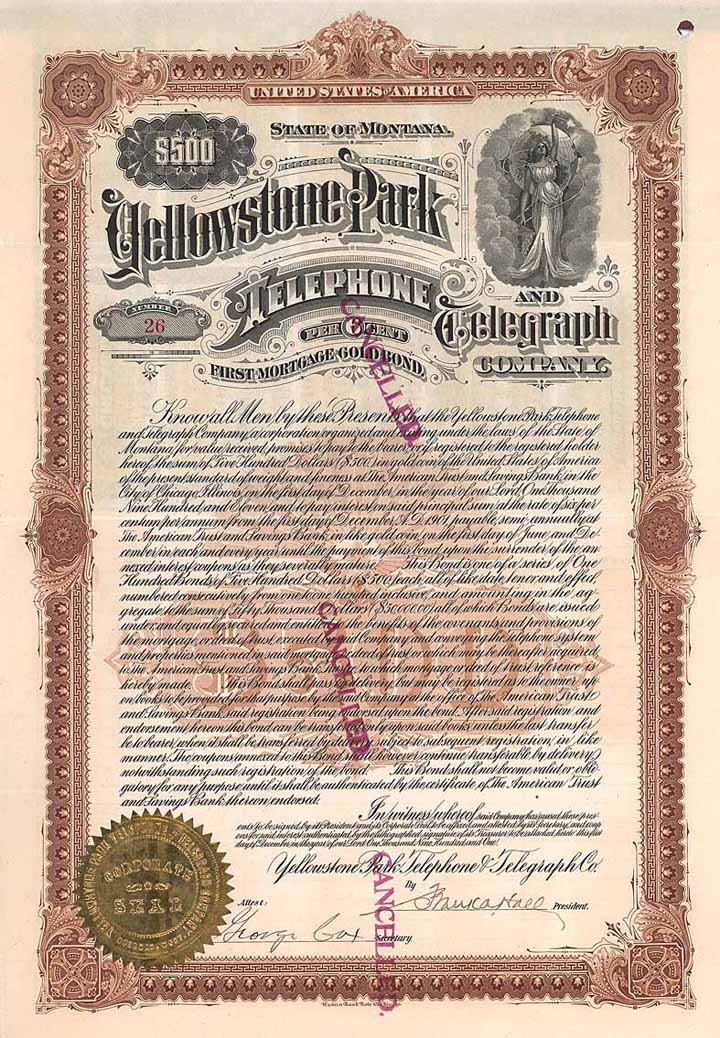 UNITED STATES OF AMERICA
$500
STATE OF MONTANA.
Yellowstone Park
TELEPHONE
AND
Telegraph
COMPANY.
NUMBER
26
PER 6 CENT
FIRST MORTGAGE GOLD BOND.
Know all Men by these Presents, that the Yellowstone Park Telephone
and Telegraph Company, a corporation organized and existing under the laws of the State of
Montana for value received, promises to pay to the bearer, or if registered to the registered holder
hereof the sum of Five Hundred Dollars ($500.) in gold coin of the United States of America
of the present standard of weight and fineness at The American Trust and Savings Bank, in the
City of Chicago, Illinois, on the first day of December, in the year of our Lord, One Thousand
Nine Hundred and Eleven, and to pay interest on said principal sum at the rate of six per
centum per annum from the first day of December A.D. 1901, payable semi-annually at
The American Trust and Savings Bank, in like gold coin, on the first day of June, and De-
cember in each and every year until the payment of this bond, upon the surrender of the an-
nexed interest coupons as they severally mature. This Bond is one of a series of One
Hundred Bonds of Five Hundred Dollars ($500) each, all of like date, tenor and effect,
numbered consecutively from one to one hundred inclusive, and amounting in the ag-
gregate to the sum of Fifty Thousand Dollars ($50000.00) all of which Bonds are issued
under and equally secured and entitled to the benefits of the covenants and provisions of
the mortgage, or deed of trust executed by said Company and conveying the telephone system
and properties mentioned in said mortgage or deed of trust or which may be thereafter acquired,
to The American Trust and Savings Bank, Trustee, to which mortgage or deed of trust reference is
hereby made. This Bond shall pass by delivery, but may be registered as to the owner-
on books to be provided for that purpose by the said Company at the office of The American Trust
and Savings Bank, said registration being endorsed upon the bond. After said registration and
endorsement hereon this bond can be transferred only upon said books, unless the last transfer
be to bearer, when it shall be transferred by delivery, subject to subsequent registration, in like
manner. The coupons annexed to this Bond shall however continue transferable by delivery,
notwithstanding such registration of the bond. This Bond shall not become valid or obli-
gatory for any purpose until it shall be authenticated by the certificate of The American Trust
and Savings Bank thereon endorsed.
In witness whereof, said Company has caused these pres-
ents to be signed by its President and its Corporate Seal to be affixed and attested by its Secretary, and coup-
ons for said interest authenticated by the lithographed signature of its Treasurer to be attached hereto this first
day of December, in the year of our Lord One Thousand Nine Hundred and One.
Yellowstone Park Telephone & Telegraph Co.
By
President.
Attest:
George Cox Secretary.
CORPORATE
SEAL
CANCELLED
CANCELLED
CANCELLED.